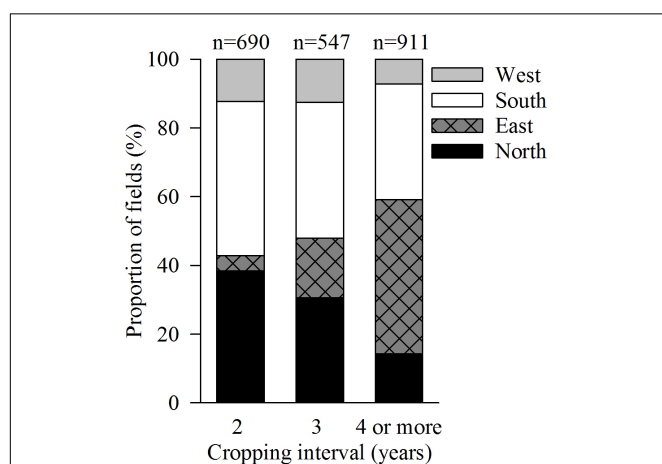 n=690 n=547 n=911
100
80
60
40
20
0
Proportion of fields (%)
West
South
East
North
2 3 4 or more
Cropping interval (years)